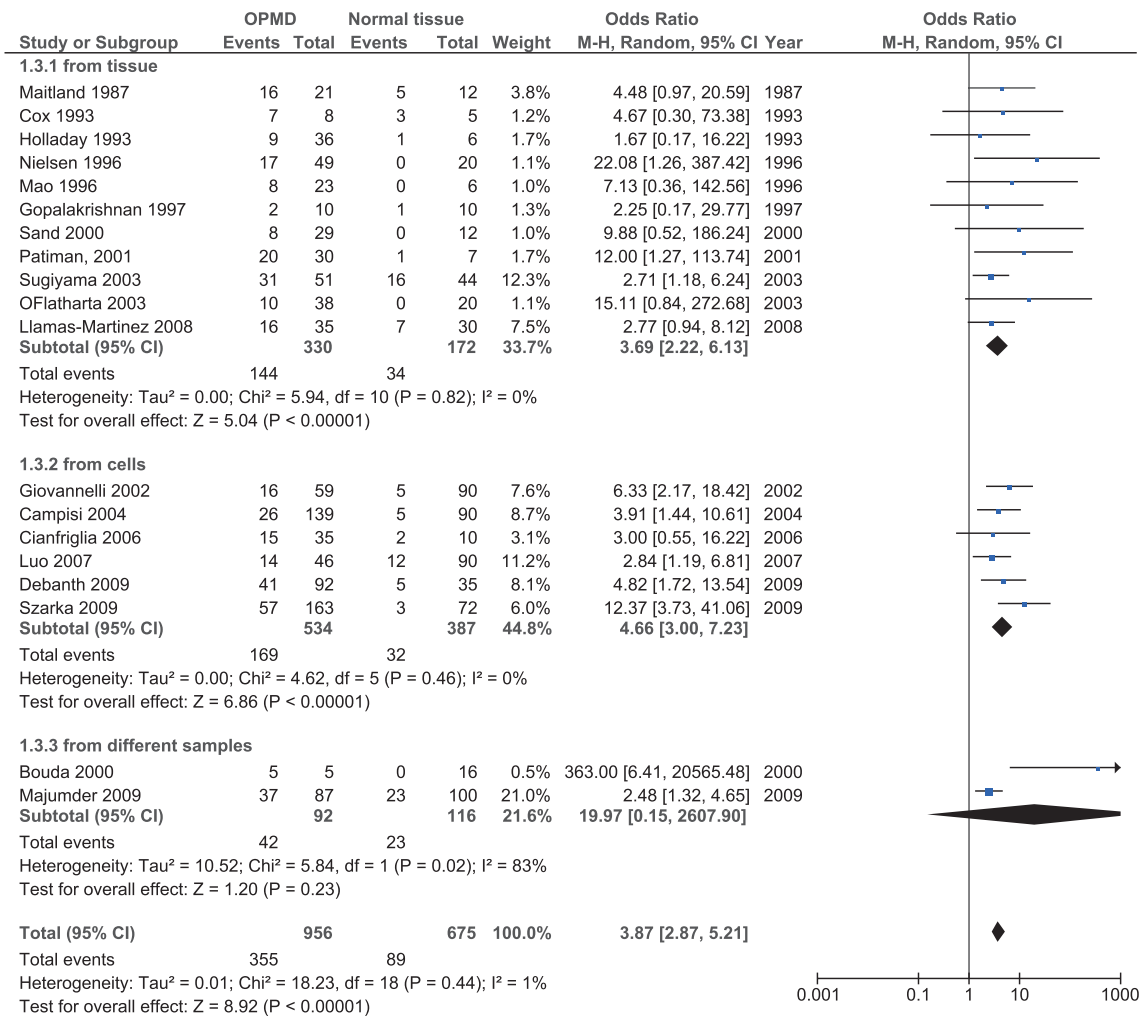 OPMD Normal tissue Odds Ratio Odds Ratio
Study or Subgroup Events Total Events Total Weight M-H, Random, 95% CI Year M-H, Random, 95% CI
1.3.1 from tissue
Maitland 1987 16 21 5 12 3.8% 4.48 [0.97, 20.59] 1987
Cox 1993 7 8 3 5 1.2% 4.67 [0.30, 73.38] 1993
Holladay 1993 9 36 1 6 1.7% 1.67 [0.17, 16.22] 1993
Nielsen 1996 17 49 0 20 1.1% 22.08 [1.26, 387.42] 1996
Mao 1996 8 23 0 6 1.0% 7.13 [0.36, 142.56] 1996
Gopalakrishnan 1997 2 10 1 10 1.3% 2.25 [0.17, 29.77] 1997
Sand 2000 8 29 0 12 1.0% 9.88 [0.52, 186.24] 2000
Patiman, 2001 20 30 1 7 1.7% 12.00 [1.27, 113.74] 2001
Sugiyama 2003 31 51 16 44 12.3% 2.71 [1.18, 6.24] 2003
OFlatharta 2003 10 38 0 20 1.1% 15.11 [0.84, 272.68] 2003
Llamas-Martinez 2008 16 35 7 30 7.5% 2.77 [0.94, 8.12] 2008
Subtotal (95% CI) 330 172 33.7% 3.69 [2.22, 6.13]
Total events 144 34
Heterogeneity: Tau² = 0.00; Chi² = 5.94, df = 10 (P = 0.82); I² = 0%
Test for overall effect: Z = 5.04 (P < 0.00001)
1.3.2 from cells
Giovannelli 2002 16 59 5 90 7.6% 6.33 [2.17, 18.42] 2002
Campisi 2004 26 139 5 90 8.7% 3.91 [1.44, 10.61] 2004
Cianfriglia 2006 15 35 2 10 3.1% 3.00 [0.55, 16.22] 2006
Luo 2007 14 46 12 90 11.2% 2.84 [1.19, 6.81] 2007
Debanth 2009 41 92 5 35 8.1% 4.82 [1.72, 13.54] 2009
Szarka 2009 57 163 3 72 6.0% 12.37 [3.73, 41.06] 2009
Subtotal (95% CI) 534 387 44.8% 4.66 [3.00, 7.23]
Total events 169 32
Heterogeneity: Tau² = 0.00; Chi² = 4.62, df = 5 (P = 0.46); I² = 0%
Test for overall effect: Z = 6.86 (P < 0.00001)
1.3.3 from different samples
Bouda 2000 5 5 0 16 0.5% 363.00 [6.41, 20565.48] 2000
Majumder 2009 37 87 23 100 21.0% 2.48 [1.32, 4.65] 2009
Subtotal (95% CI) 92 116 21.6% 19.97 [0.15, 2607.90]
Total events 42 23
Heterogeneity: Tau² = 10.52; Chi² = 5.84, df = 1 (P = 0.02); I² = 83%
Test for overall effect: Z = 1.20 (P = 0.23)
Total (95% CI) 956 675 100.0% 3.87 [2.87, 5.21]
Total events 355 89
Heterogeneity: Tau² = 0.01; Chi² = 18.23, df = 18 (P = 0.44); I² = 1%
Test for overall effect: Z = 8.92 (P < 0.00001)
0.001 0.1 1 10 1000